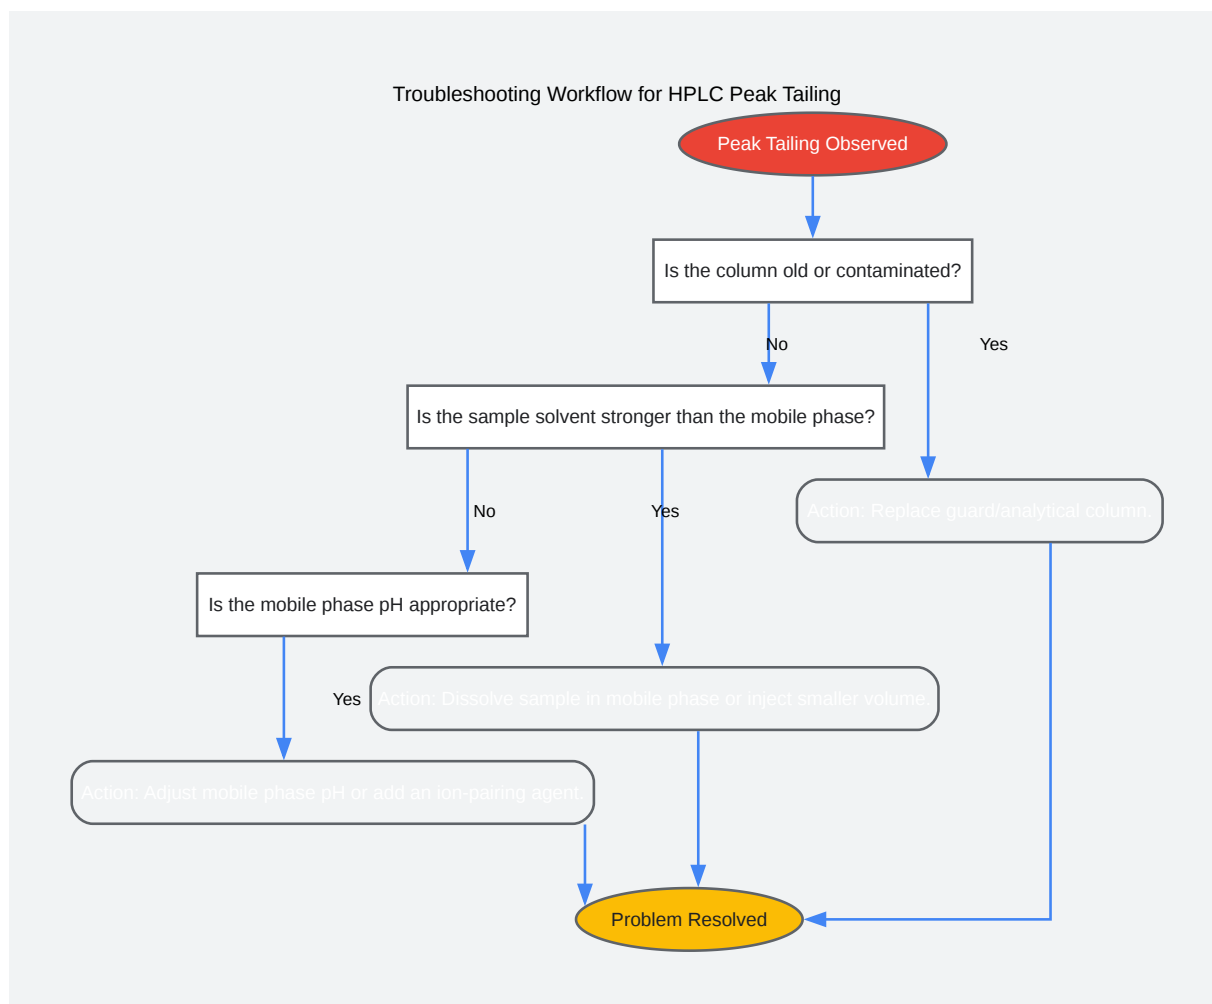 Troubleshooting Workflow for HPLC Peak Tailing
Peak Tailing Observed
Is the column old or contaminated?
No
Yes
Is the sample solvent stronger than the mobile phase?
No
Yes
Action: Replace guard/analytical column.
Is the mobile phase pH appropriate?
Yes
Action: Dissolve sample in mobile phase or inject smaller volume.
Action: Adjust mobile phase pH or add an ion-pairing agent.
Problem Resolved